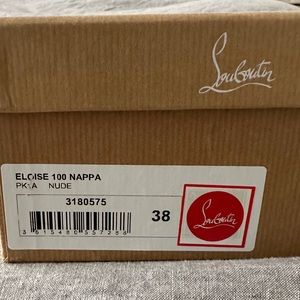 Louboutin
ELOISE 100 NAPPA
PK1A NUDE
3180575
38
Louboutin